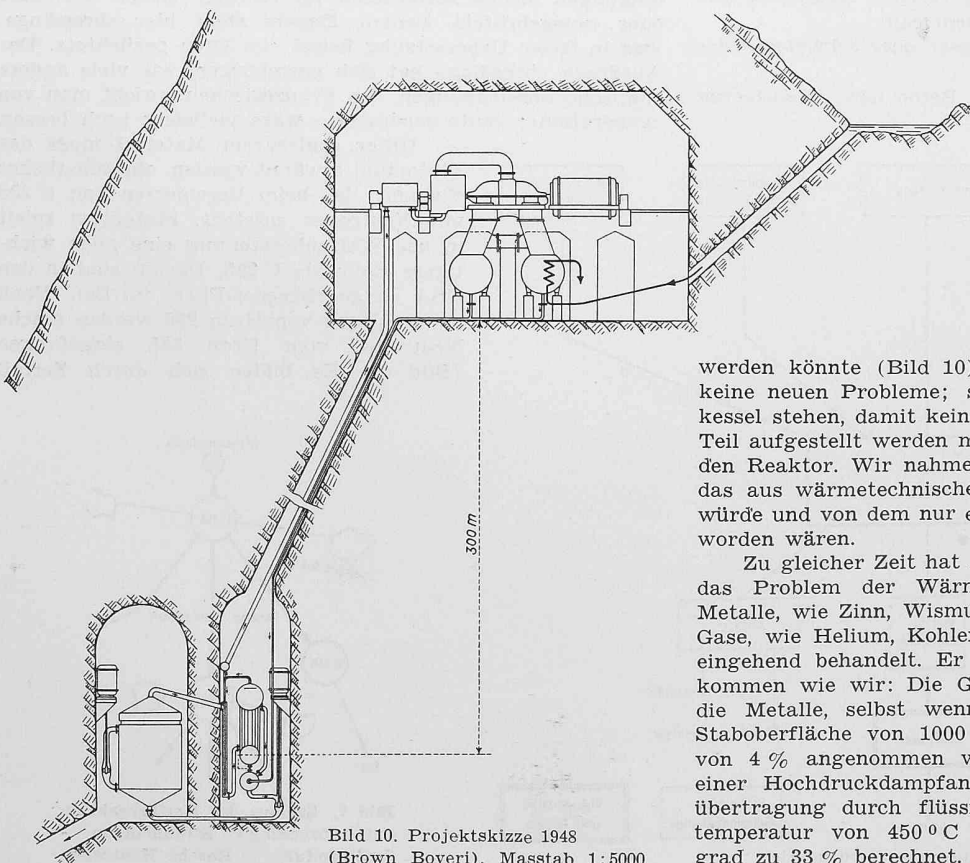 300 m
werden könnte (Bild 10)
keine neuen Probleme; s
kessel stehen, damit kein
Teil aufgestellt werden m
den Reaktor. Wir nahme
das aus wärmetechnische
würde und von dem nur e
worden wären.
Zu gleicher Zeit hat
das Problem der Wärm
Metalle, wie Zinn, Wismu
Gase, wie Helium, Kohle
eingehend behandelt. Er
kommen wie wir: Die G
die Metalle, selbst wenn
Staboberfläche von 1000
von 4 % angenommen w
einer Hochdruckdampfan
übertragung durch flüssi
temperatur von 450 ° C
grad zu 33 % berechnet.
Bild 10. Projektskizze 1948
(Brown Boveri), Masstab 1:5000